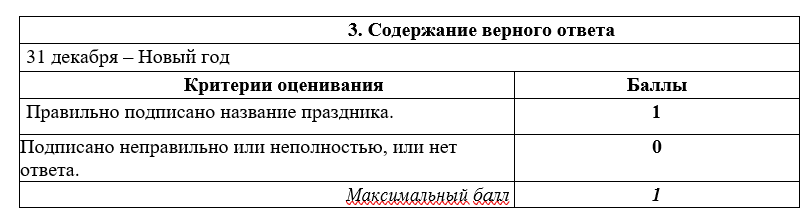 3. Содержание верного ответа
31 декабря – Новый год
Критерии оценивания Баллы
Правильно подписано название праздника. 1
Подписано неправильно или неполностью, или нет 0
ответа.
Максимальный балл 1